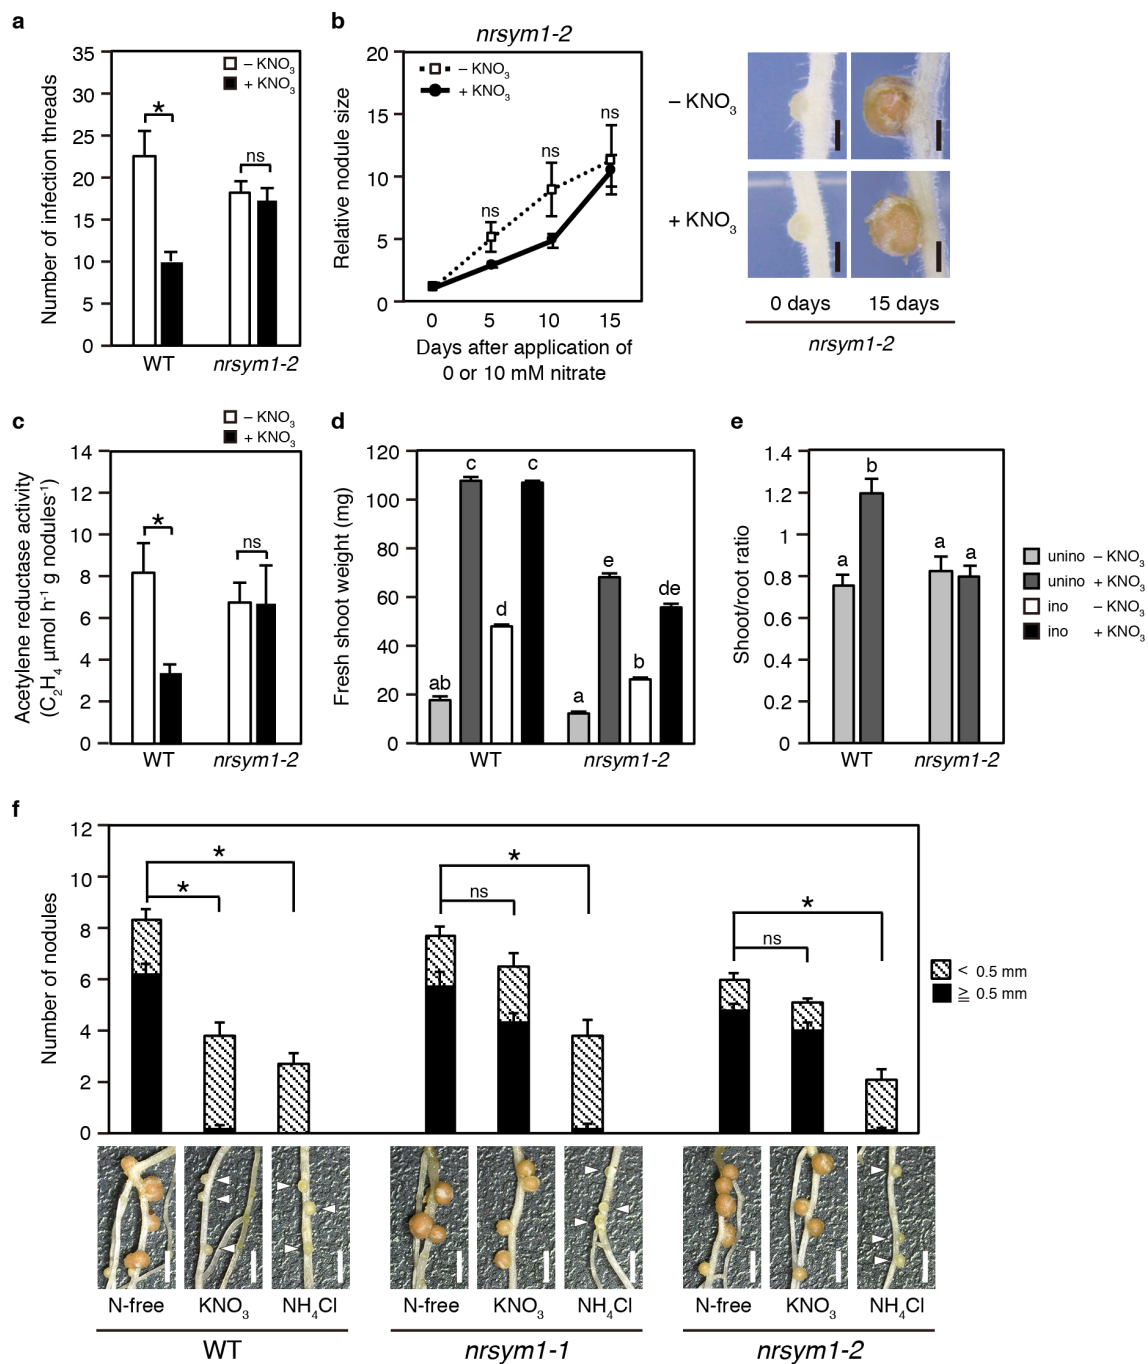 a
35
30
25
20
15
10
5
0
Number of infection threads
– KNO3
+ KNO3
*
ns
WT
nrsym1-2
b
nrsym1-2
20
15
10
5
0
Relative nodule size
– KNO3
+ KNO3
ns
ns
ns
0
5
10
15
Days after application of
0 or 10 mM nitrate
– KNO3
+ KNO3
0 days
15 days
nrsym1-2
c
– KNO3
+ KNO3
14
12
10
8
6
4
2
0
Acetylene reductase activity
(C2H4 μmol h-1 g nodules-1)
*
ns
WT
nrsym1-2
d
120
100
80
60
40
20
0
Fresh shoot weight (mg)
ab
c
d
c
a
e
b
de
WT
nrsym1-2
e
1.4
1.2
1
0.8
0.6
0.4
0.2
0
Shoot/root ratio
a
b
a
a
WT
nrsym1-2
unino – KNO3
unino + KNO3
ino – KNO3
ino + KNO3
f
12
10
8
6
4
2
0
Number of nodules
*
*
*
ns
*
ns
< 0.5 mm
≧ 0.5 mm
N-free
KNO3
NH4Cl
N-free
KNO3
NH4Cl
N-free
KNO3
NH4Cl
WT
nrsym1-1
nrsym1-2